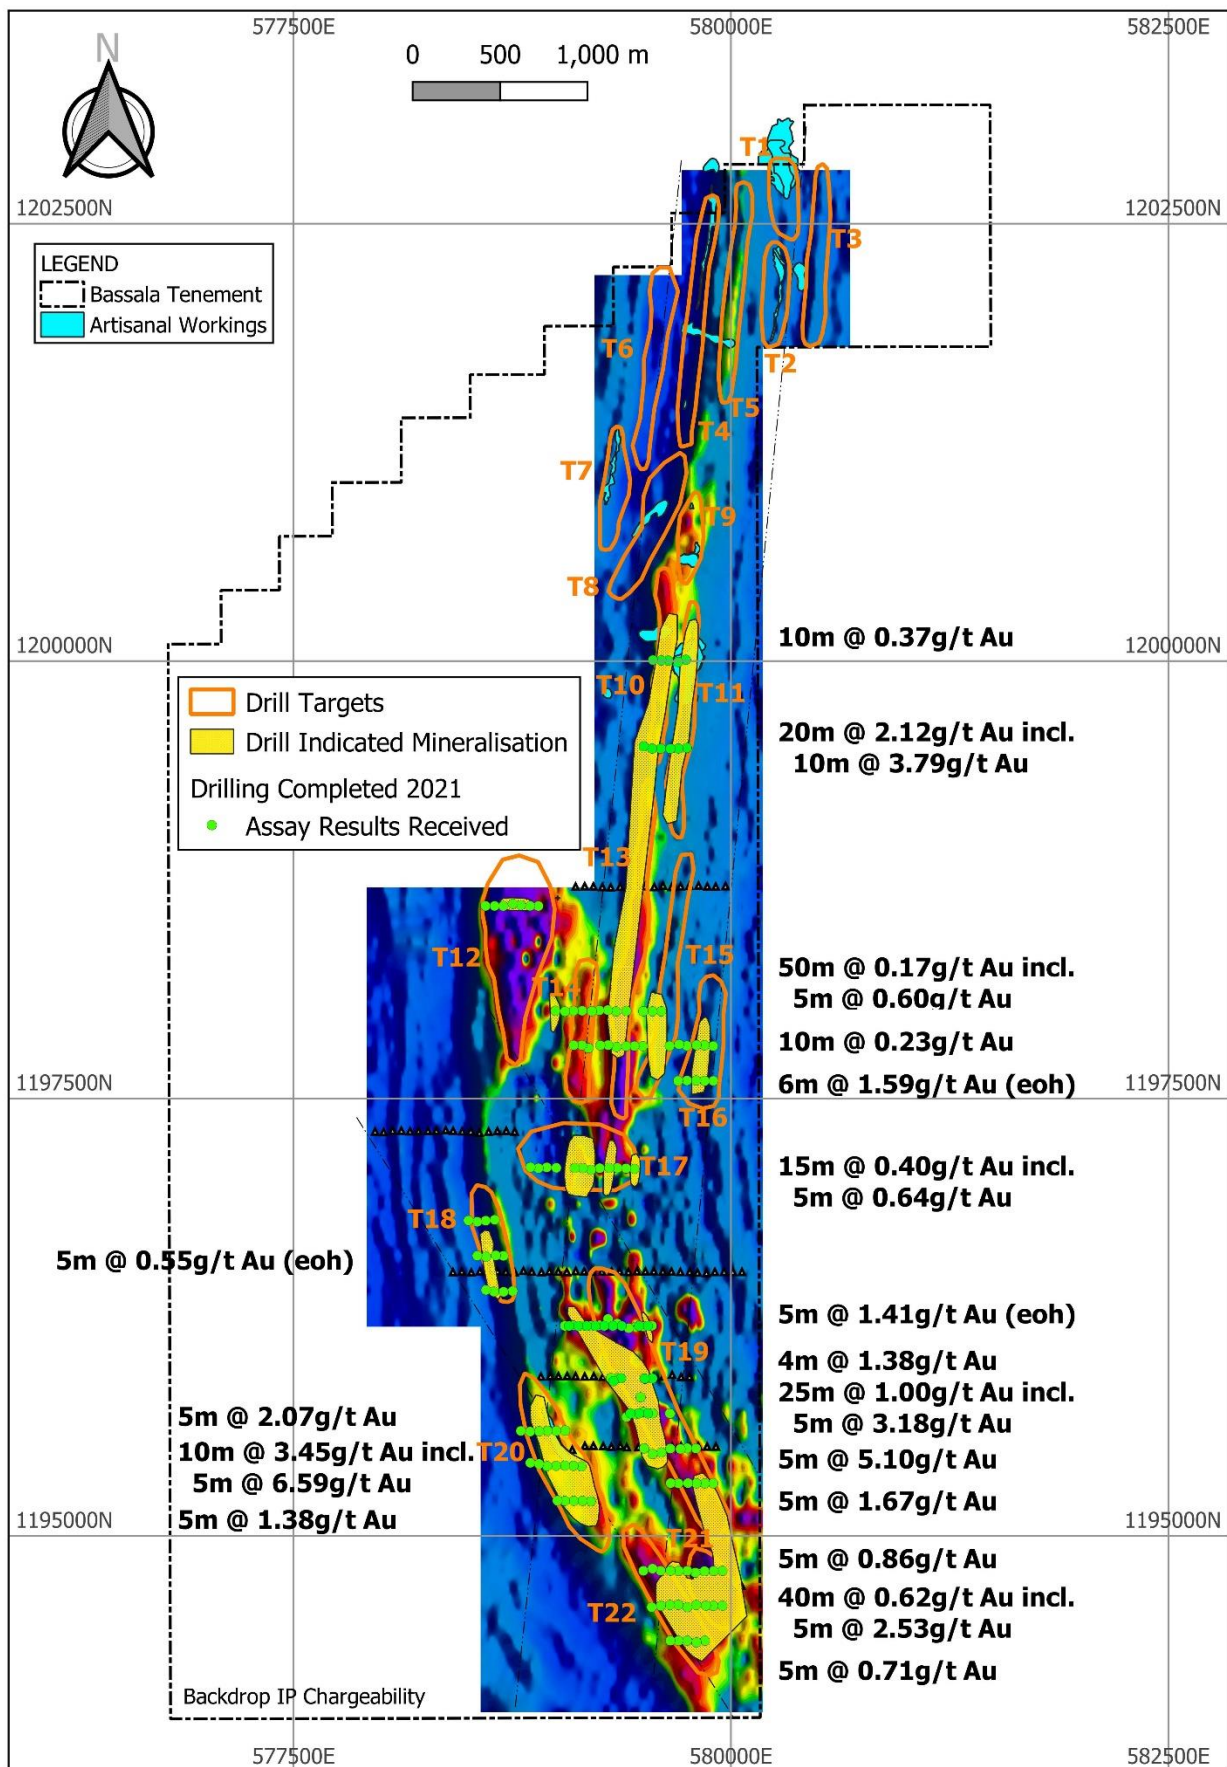 577500E
580000E
582500E
N
0
500
1,000 m
T1
1202500N
1202500N
T3
LEGEND
Bassala Tenement
Artisanal Workings
T6
T2
T5
T4
T7
T9
T8
1200000N
1200000N
10m @ 0.37g/t Au
T10
T11
Drill Targets
Drill Indicated Mineralisation
Drilling Completed 2021
Assay Results Received
20m @ 2.12g/t Au incl.
10m @ 3.79g/t Au
T13
T12
T15
T14
50m @ 0.17g/t Au incl.
5m @ 0.60g/t Au
10m @ 0.23g/t Au
1197500N
1197500N
6m @ 1.59g/t Au (eoh)
T16
T17
15m @ 0.40g/t Au incl.
5m @ 0.64g/t Au
T18
5m @ 0.55g/t Au (eoh)
5m @ 1.41g/t Au (eoh)
T19
4m @ 1.38g/t Au
25m @ 1.00g/t Au incl.
5m @ 3.18g/t Au
5m @ 2.07g/t Au
10m @ 3.45g/t Au incl.
T20
5m @ 6.59g/t Au
5m @ 5.10g/t Au
5m @ 1.38g/t Au
5m @ 1.67g/t Au
1195000N
1195000N
T21
5m @ 0.86g/t Au
T22
40m @ 0.62g/t Au incl.
5m @ 2.53g/t Au
5m @ 0.71g/t Au
Backdrop IP Chargeability
577500E
580000E
582500E